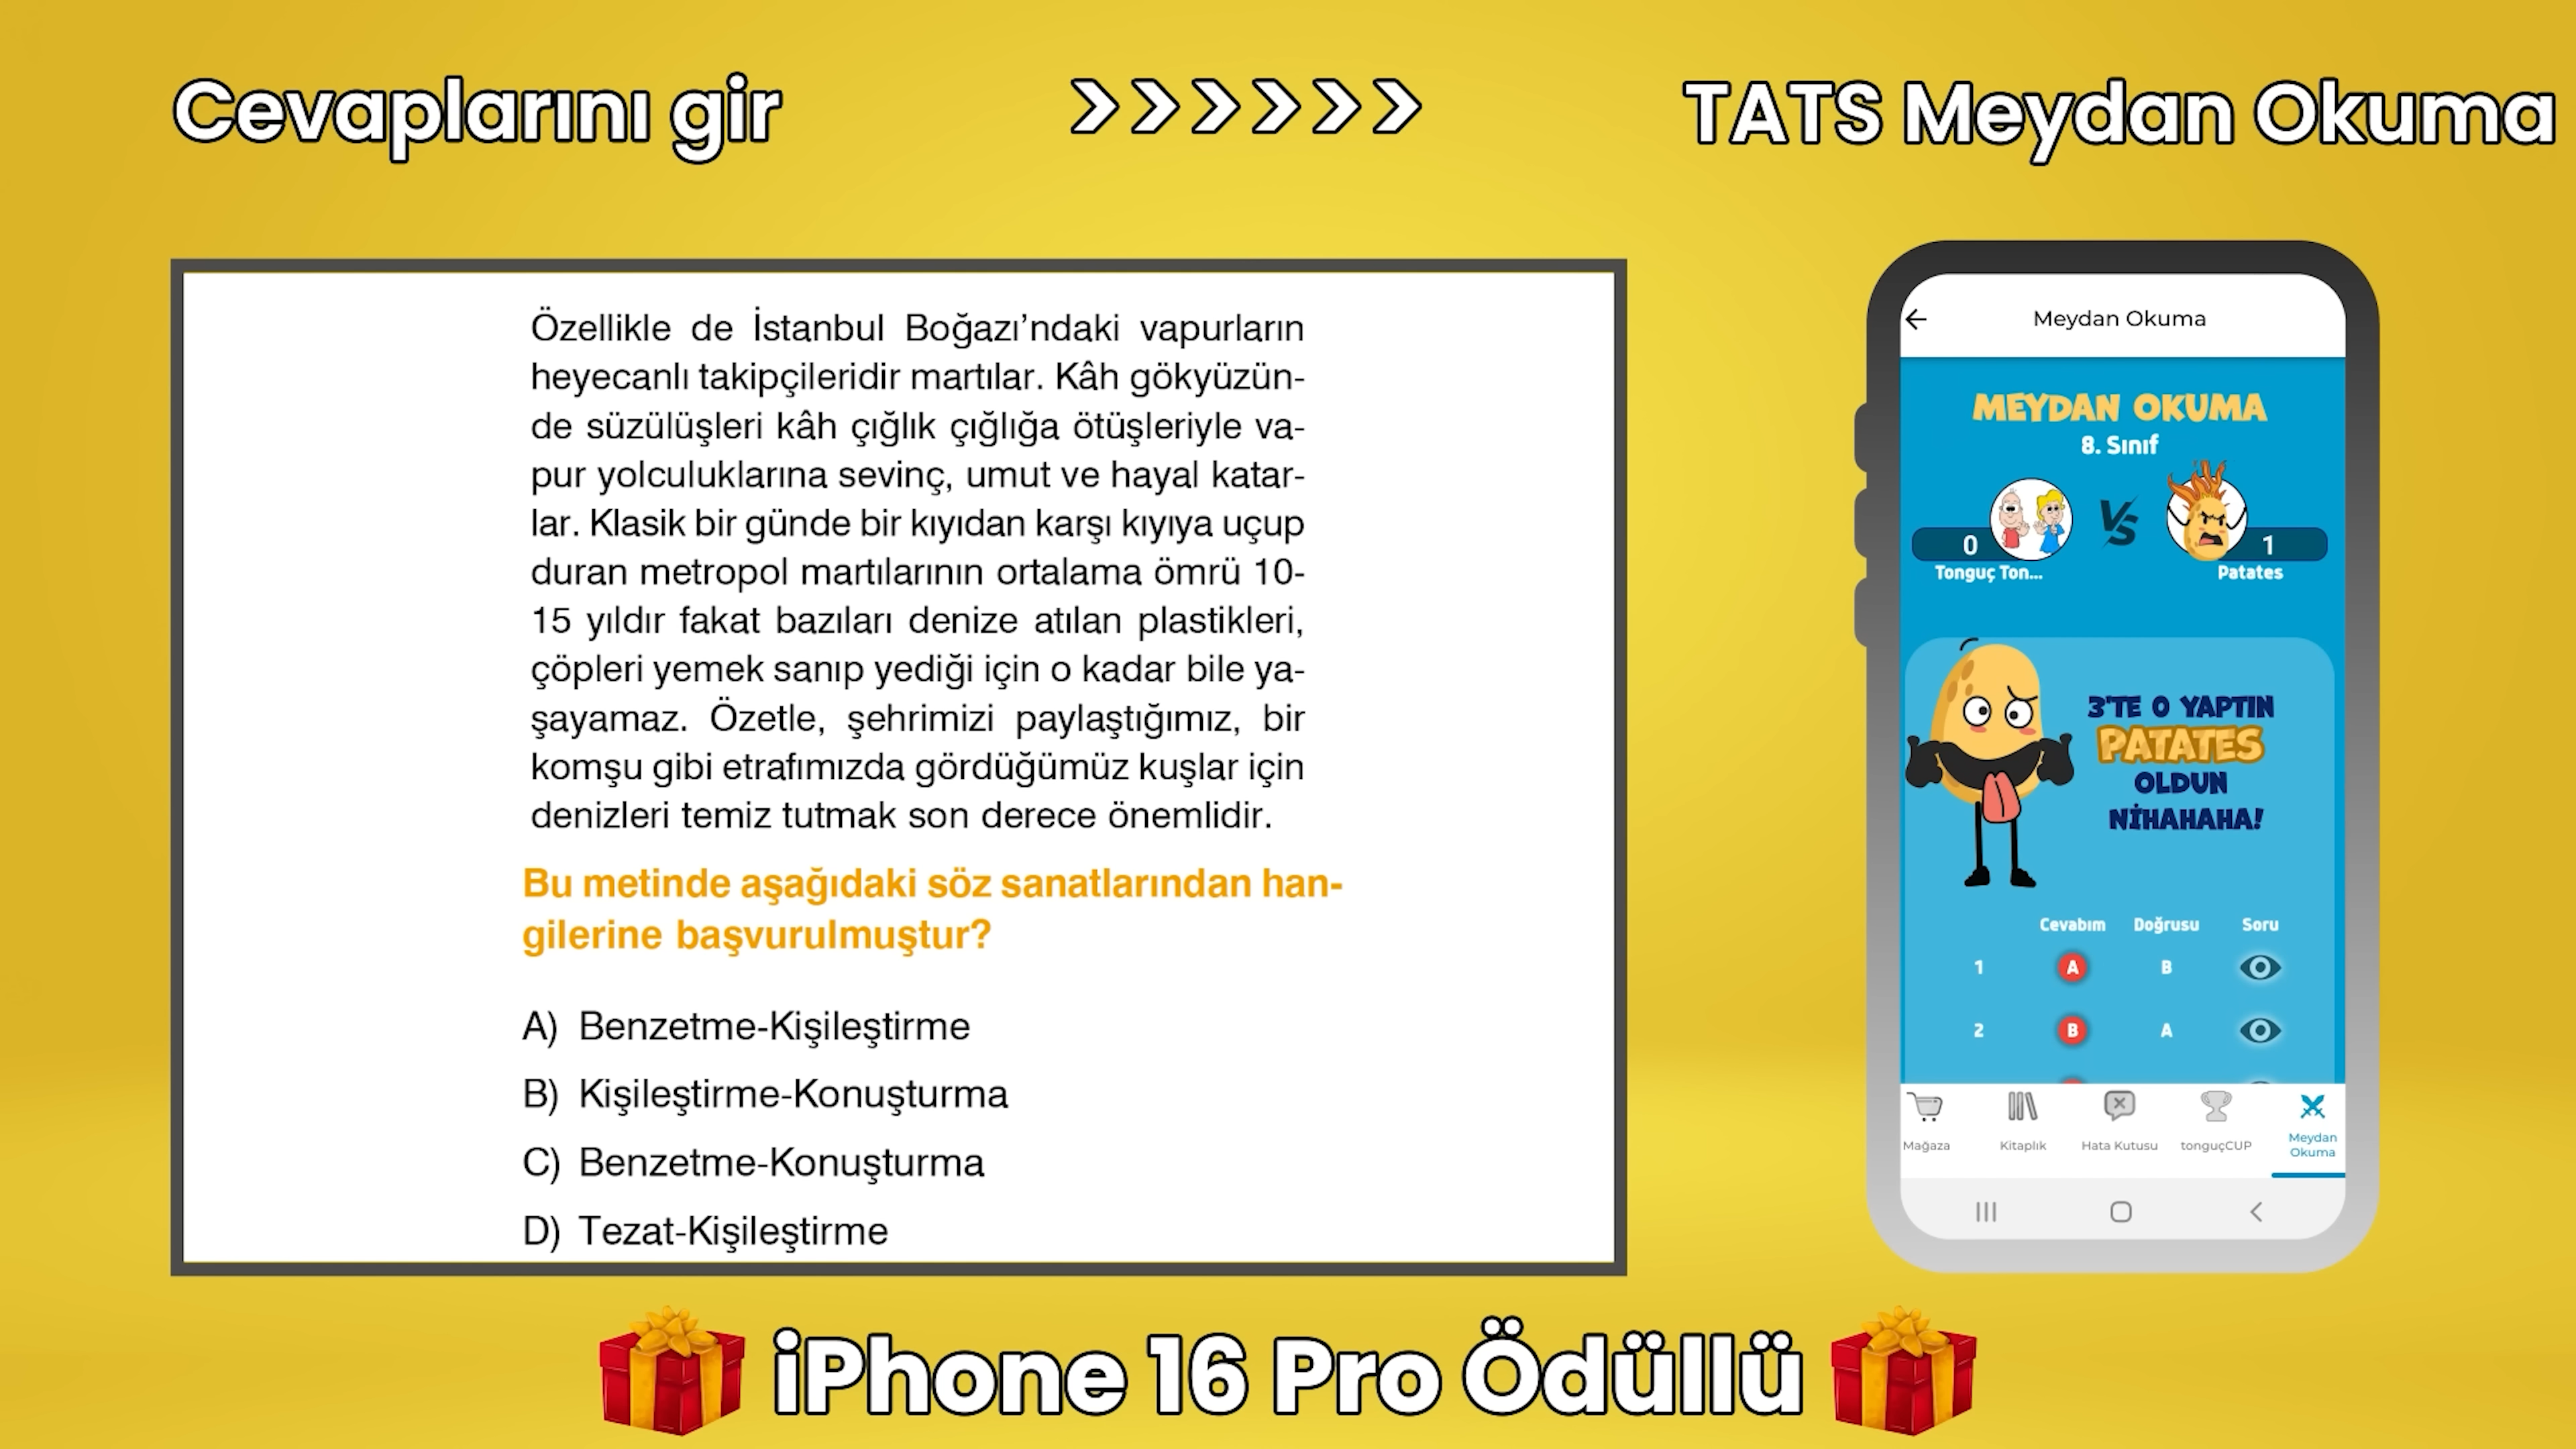 Cevaplarını gir
TATS Meydan Okuma
Özellikle de İstanbul Boğazı'ndaki vapurların
heyecanlı takipçileridir martılar. Kâh gökyüzün-
de süzülüşleri kâh çığlık çığlığa ötüşleriyle va-
pur yolculuklarına sevinç, umut ve hayal katar-
lar. Klasik bir günde bir kıyıdan karşı kıyıya uçup
duran metropol martılarının ortalama ömrü 10-
15 yıldır fakat bazıları denize atılan plastikleri,
çöpleri yemek sanıp yediği için o kadar bile ya-
şayamaz. Özetle, şehrimizi paylaştığımız, bir
komşu gibi etrafımızda gördüğümüz kuşlar için
denizleri temiz tutmak son derece önemlidir.
Bu metinde aşağıdaki söz sanatlarından han-
gilerine başvurulmuştur?
A) Benzetme-Kişileştirme
B) Kişileştirme-Konuşturma
C) Benzetme-Konuşturma
D) Tezat-Kişileştirme
Meydan Okuma
MEYDAN OKUMA
8. Sınıf
0 VS 1
Tonguç Ton... Patates
3'TE 0 YAPTIN
PATATES
OLDUN
NİHAHAHA!
Cevabım Doğrusu Soru
1 A B
2 B A
Mağaza Kitaplık Hata Kutusu tonguçCUP Meydan
Okuma
iPhone 16 Pro Ödüllü